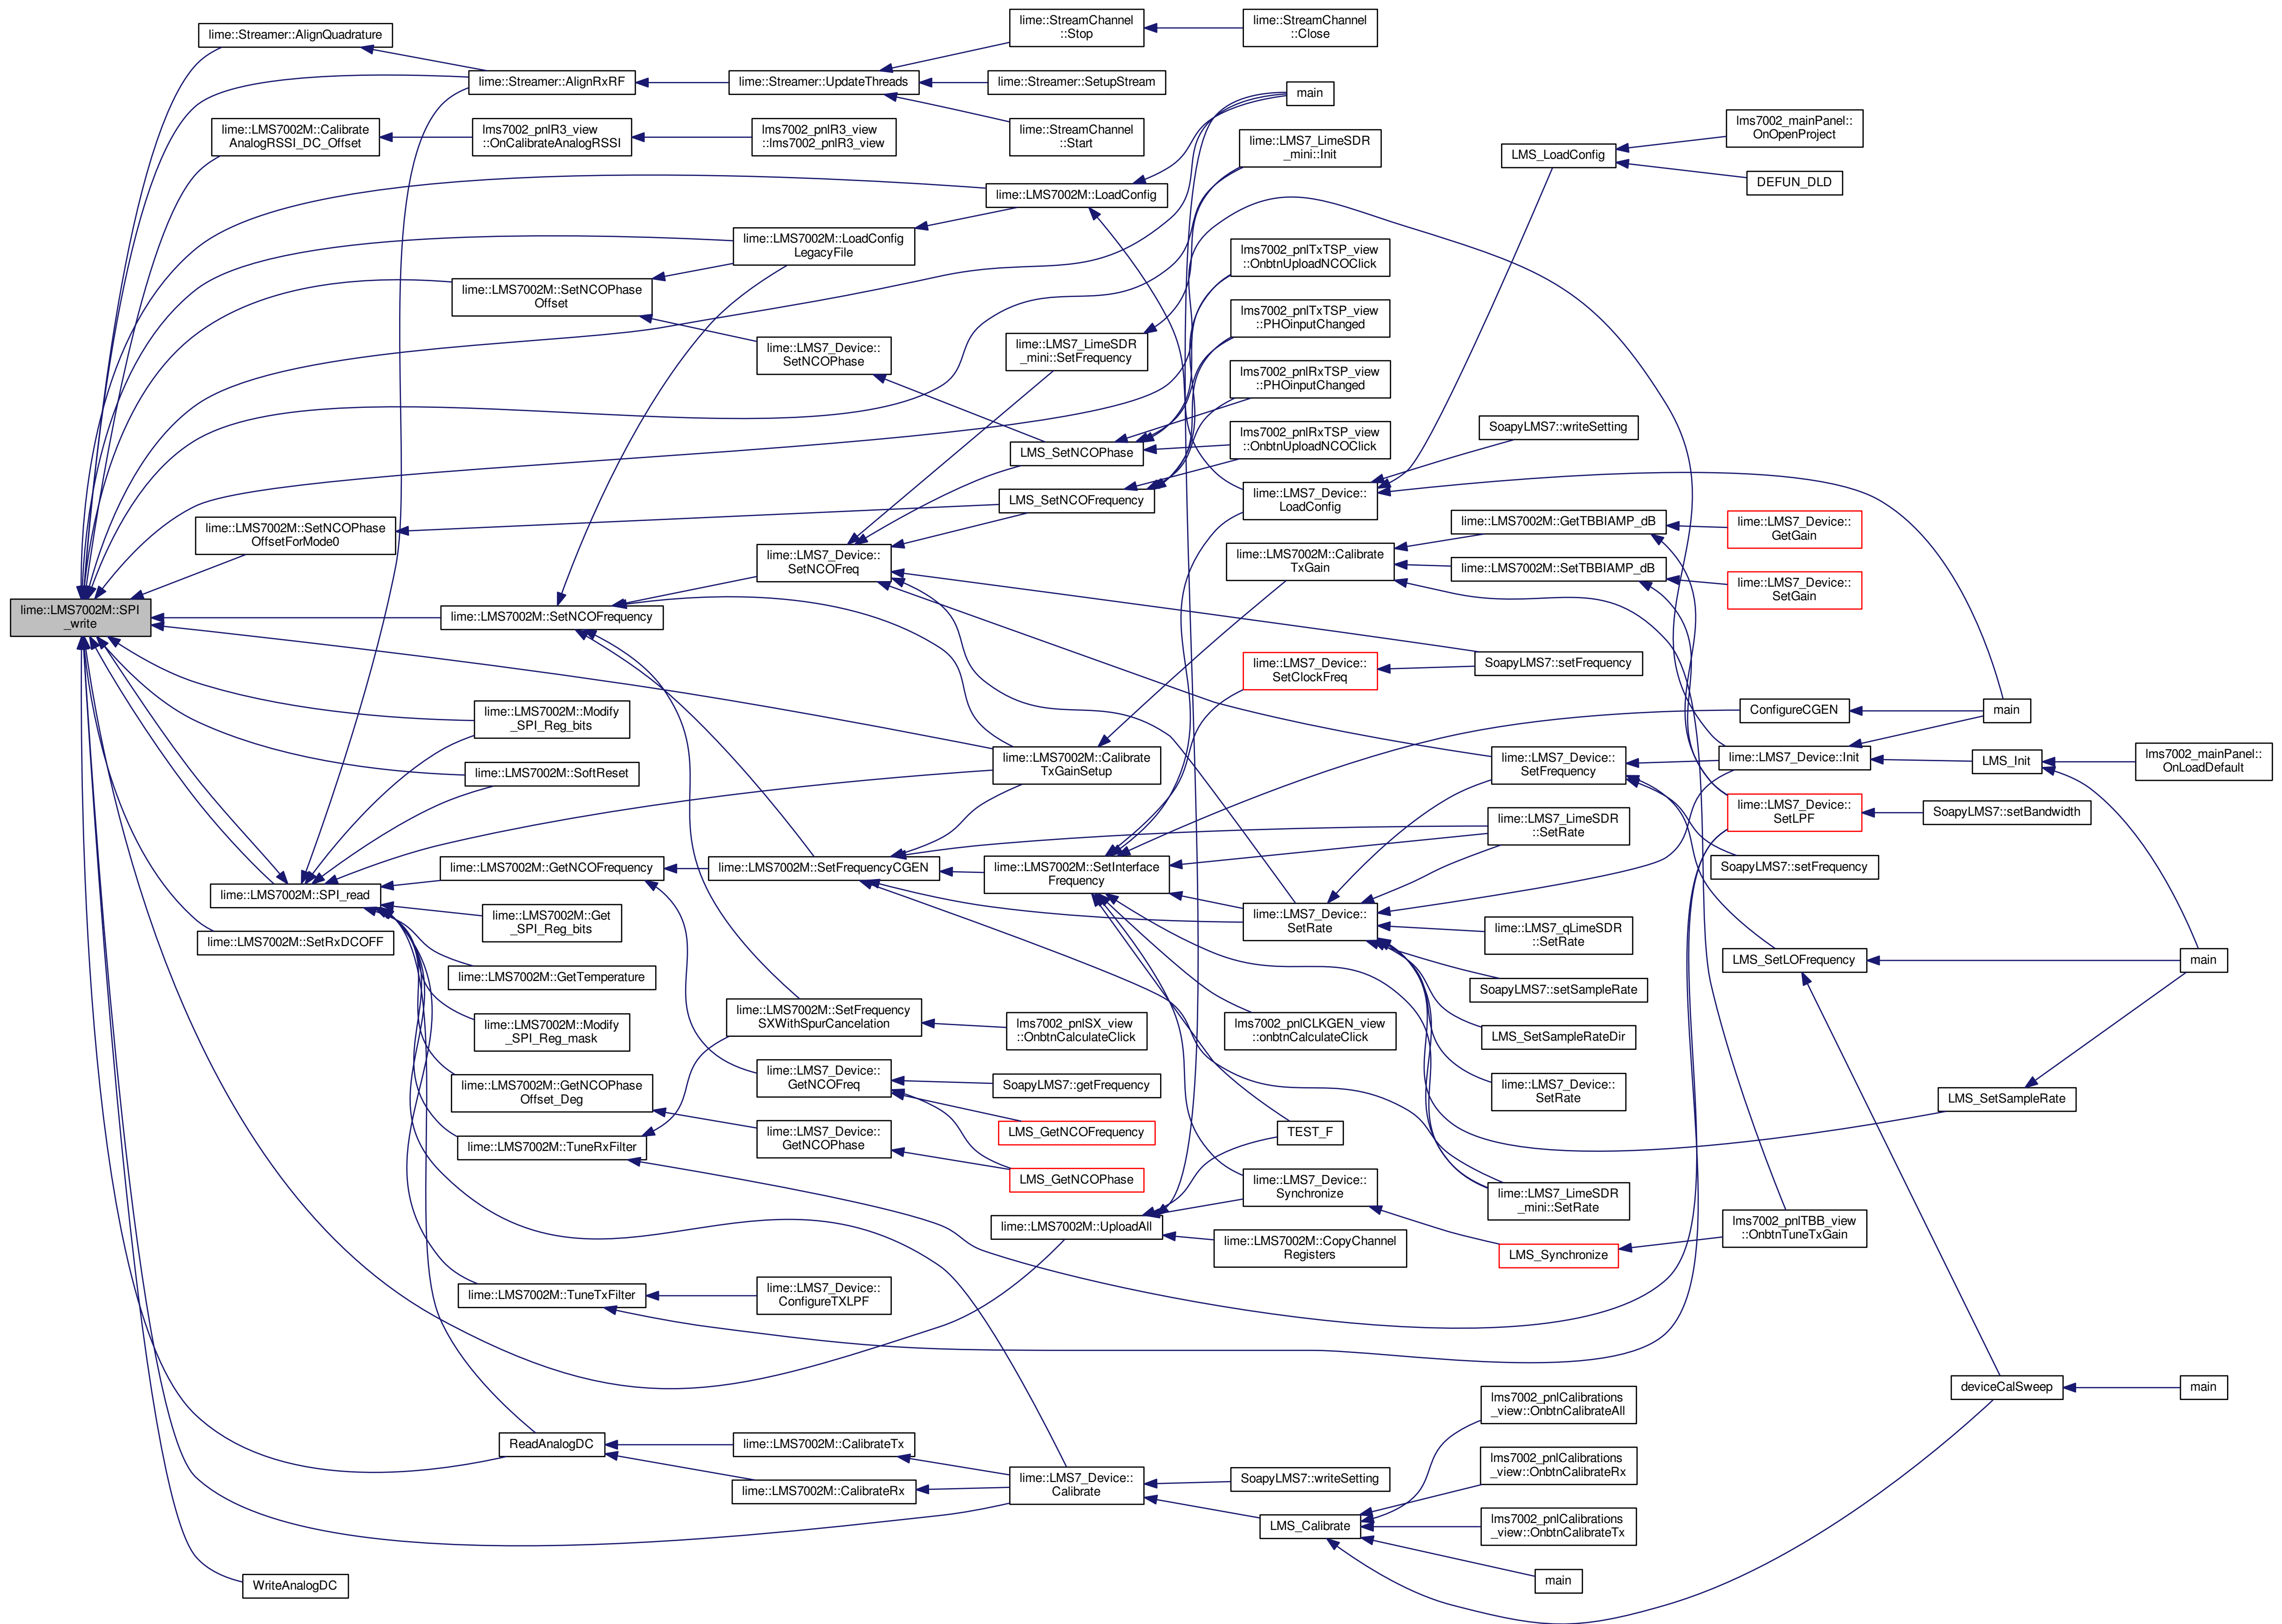 lime::LMS7002M::SPI
_write
lime::Streamer::AlignQuadrature
lime::LMS7002M::Calibrate
AnalogRSSI_DC_Offset
lime::LMS7002M::SetNCOPhase
OffsetForMode0
lime::LMS7002M::SPI_read
lime::LMS7002M::SetRxDCOFF
WriteAnalogDC
lime::Streamer::AlignRxRF
lms7002_pnlR3_view
::OnCalibrateAnalogRSSI
lime::LMS7002M::SetNCOPhase
Offset
lime::LMS7002M::SetNCOFrequency
lime::LMS7002M::Modify
_SPI_Reg_bits
lime::LMS7002M::SoftReset
lime::LMS7002M::GetNCOFrequency
lime::LMS7002M::Get
_SPI_Reg_bits
lime::LMS7002M::GetTemperature
lime::LMS7002M::Modify
_SPI_Reg_mask
lime::LMS7002M::GetNCOPhase
Offset_Deg
lime::LMS7002M::TuneRxFilter
lime::LMS7002M::TuneTxFilter
ReadAnalogDC
lime::Streamer::UpdateThreads
lms7002_pnlR3_view
::lms7002_pnlR3_view
lime::LMS7002M::LoadConfig
LegacyFile
lime::LMS7_Device::
SetNCOPhase
lime::LMS7_Device::
SetNCOFreq
lime::LMS7002M::SetFrequencyCGEN
lime::LMS7002M::SetFrequency
SXWithSpurCancelation
lime::LMS7_Device::
GetNCOFreq
lime::LMS7_Device::
GetNCOPhase
lime::LMS7_Device::
ConfigureTXLPF
lime::LMS7002M::CalibrateTx
lime::LMS7002M::CalibrateRx
lime::StreamChannel
::Stop
lime::Streamer::SetupStream
lime::StreamChannel
::Start
lime::LMS7002M::LoadConfig
lime::LMS7_LimeSDR
_mini::SetFrequency
LMS_SetNCOPhase
LMS_SetNCOFrequency
lime::LMS7002M::Calibrate
TxGainSetup
lime::LMS7002M::SetInterface
Frequency
lms7002_pnlSX_view
::OnbtnCalculateClick
SoapyLMS7::getFrequency
LMS_GetNCOFrequency
LMS_GetNCOPhase
lime::LMS7002M::UploadAll
lime::LMS7_Device::
Calibrate
lime::StreamChannel
::Close
main
lime::LMS7_LimeSDR
_mini::Init
lms7002_pnlTxTSP_view
::OnbtnUploadNCOClick
lms7002_pnlTxTSP_view
::PHOinputChanged
lms7002_pnlRxTSP_view
::PHOinputChanged
lms7002_pnlRxTSP_view
::OnbtnUploadNCOClick
lime::LMS7_Device::
LoadConfig
lime::LMS7002M::Calibrate
TxGain
lime::LMS7_Device::
SetClockFreq
lime::LMS7_Device::
SetRate
lms7002_pnlCLKGEN_view
::onbtnCalculateClick
TEST_F
lime::LMS7_Device::
Synchronize
lime::LMS7002M::CopyChannel
Registers
SoapyLMS7::writeSetting
LMS_Calibrate
LMS_LoadConfig
SoapyLMS7::writeSetting
lime::LMS7002M::GetTBBIAMP_dB
lime::LMS7002M::SetTBBIAMP_dB
SoapyLMS7::setFrequency
lime::LMS7_Device::
SetFrequency
lime::LMS7_LimeSDR
::SetRate
lime::LMS7_qLimeSDR
::SetRate
SoapyLMS7::setSampleRate
LMS_SetSampleRateDir
lime::LMS7_Device::
SetRate
lime::LMS7_LimeSDR
_mini::SetRate
LMS_Synchronize
lms7002_pnlCalibrations
_view::OnbtnCalibrateAll
lms7002_pnlCalibrations
_view::OnbtnCalibrateRx
lms7002_pnlCalibrations
_view::OnbtnCalibrateTx
main
lms7002_mainPanel::
OnOpenProject
DEFUN_DLD
lime::LMS7_Device::
GetGain
lime::LMS7_Device::
SetGain
ConfigureCGEN
lime::LMS7_Device::Init
lime::LMS7_Device::
SetLPF
SoapyLMS7::setFrequency
LMS_SetLOFrequency
lms7002_pnlTBB_view
::OnbtnTuneTxGain
main
LMS_Init
SoapyLMS7::setBandwidth
LMS_SetSampleRate
deviceCalSweep
lms7002_mainPanel::
OnLoadDefault
main
main